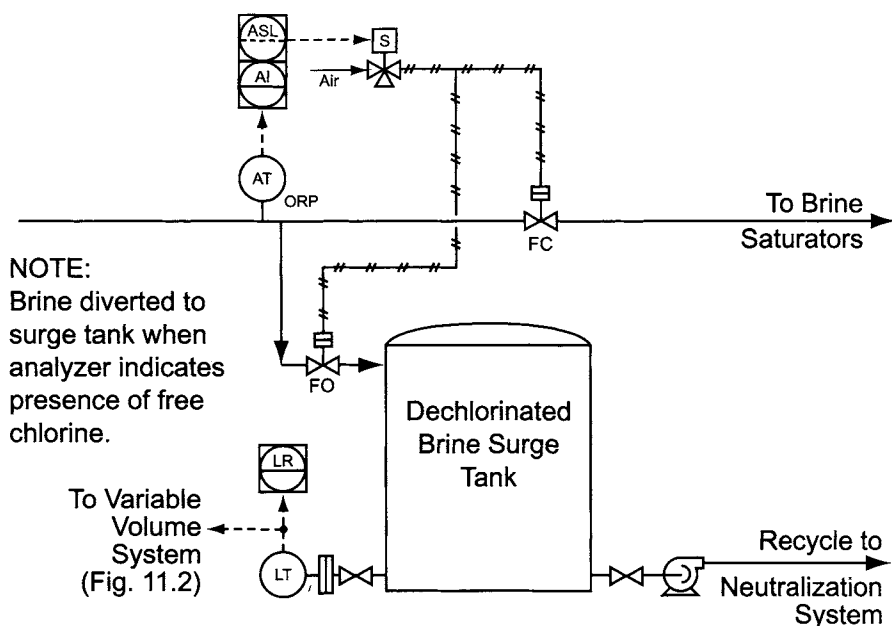 ASL
S
AI
Air
AT
ORP
To Brine
Saturators
FC
NOTE:
Brine diverted to
surge tank when
analyzer indicates
presence of free
chlorine.
FO
Dechlorinated
Brine Surge
Tank
LR
To Variable
Volume
System
(Fig. 11.2)
LT
Recycle to
Neutralization
System